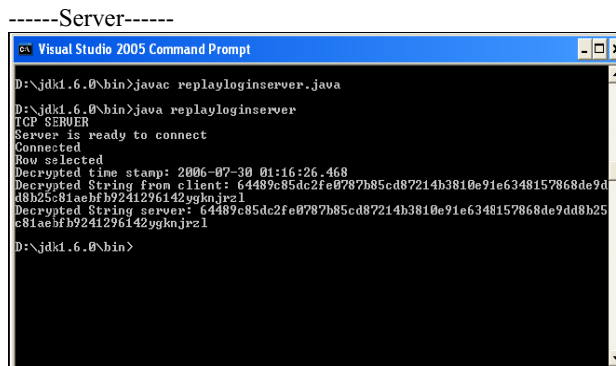 ------Server------
Visual Studio 2005 Command Prompt
D:\jdk1.6.0\bin>javac replayloginserver.java
D:\jdk1.6.0\bin>java replayloginserver
TCP SERVER
Server is ready to connect
Connected
Row selected
Decrypted time stamp: 2006-07-30 01:16:26.468
Decrypted String from client: 64489c85dc2fe0787b85cd87214b3810e91e6348157868de9d
d8b25c81aebfb9241296142ygknjrzl
Decrypted String server: 64489c85dc2fe0787b85cd87214b3810e91e6348157868de9dd8b25
c81aebfb9241296142ygknjrzl
D:\jdk1.6.0\bin>